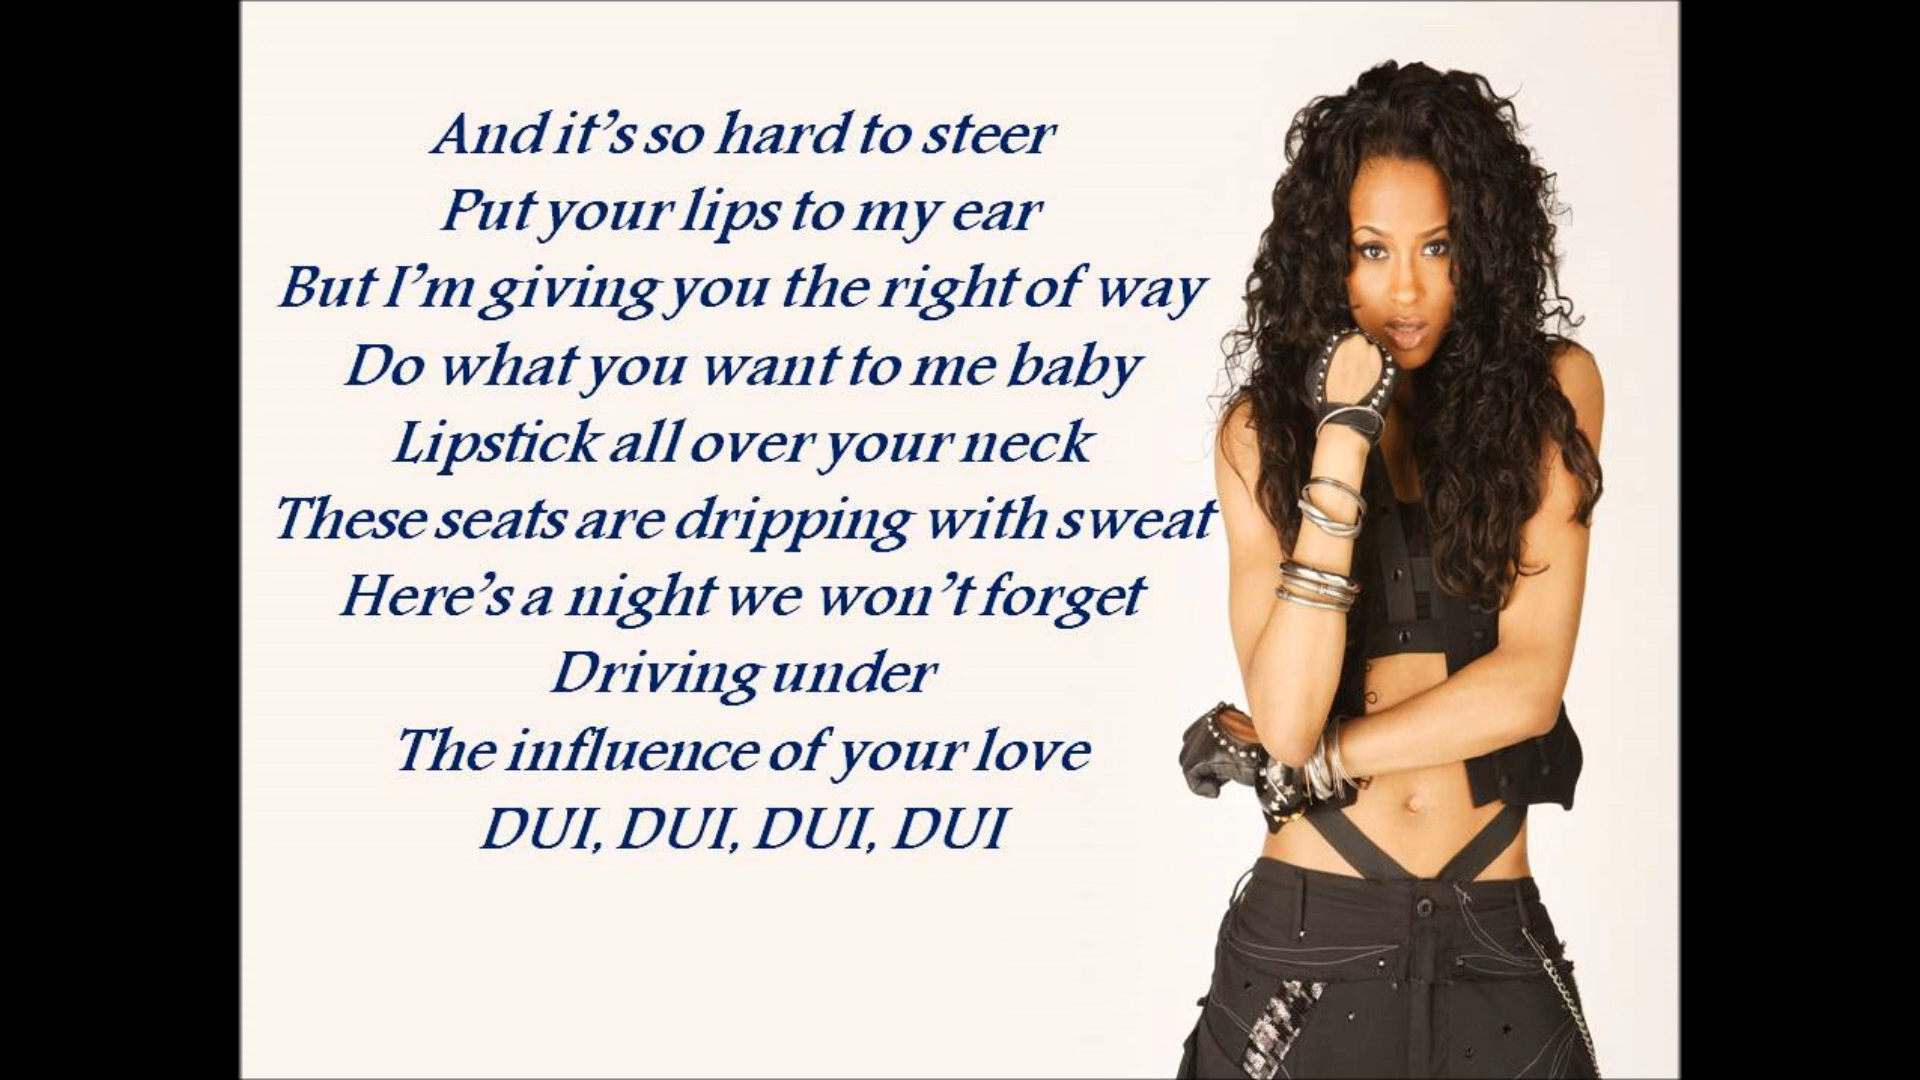 And it's so hard to steer
Put your lips to my ear
But I'm giving you the right of way
Do what you want to me baby
Lipstick all over your neck
These seats are dripping with sweat
Here's a night we won't forget
Driving under
The influence of your love
DUI, DUI, DUI, DUI